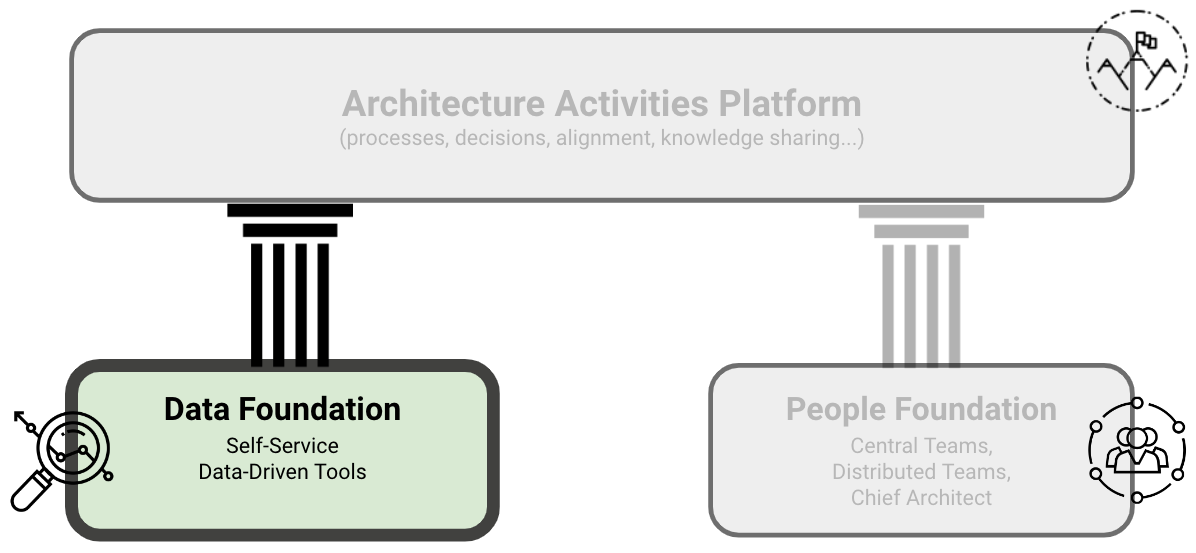 Architecture Activities Platform
(processes, decisions, alignment, knowledge sharing...)
Data Foundation
Self-Service
Data-Driven Tools
People Foundation
Central Teams,
Distributed Teams,
Chief Architect